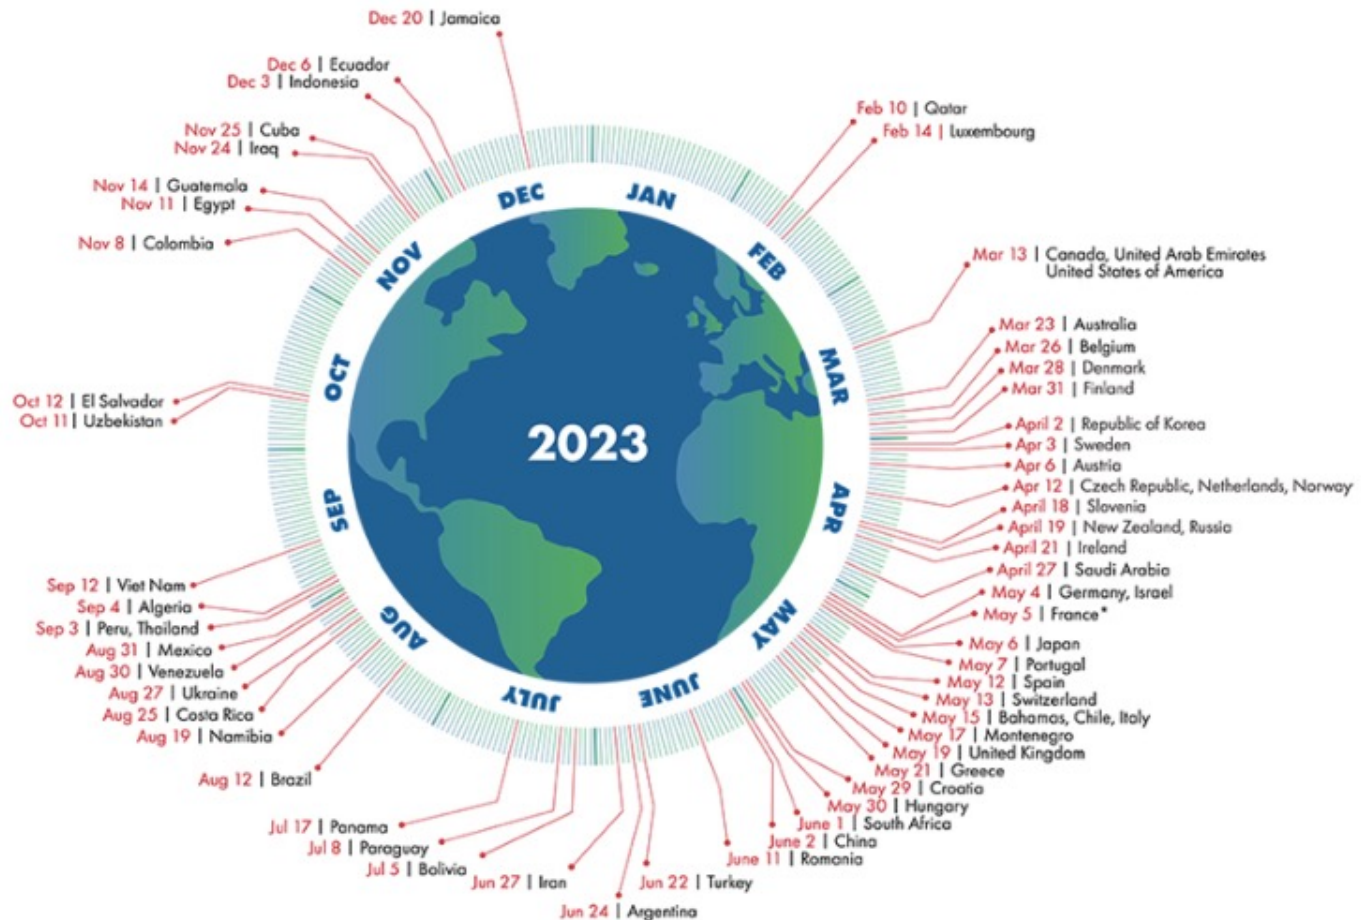 Dec 20 | Jamaica
Dec 6 | Ecuador
Dec 3 | Indonesia
Nov 25 | Cuba
Nov 24 | Iraq
Nov 14 | Guatemala
Nov 11 | Egypt
Nov 8 | Colombia
Oct 12 | El Salvador
Oct 11 | Uzbekistan
Sep 12 | Viet Nam
Sep 4 | Algeria
Sep 3 | Peru, Thailand
Aug 31 | Mexico
Aug 30 | Venezuela
Aug 27 | Ukraine
Aug 25 | Costa Rica
Aug 19 | Namibia
Aug 12 | Brazil
Jul 17 | Panama
Jul 8 | Paraguay
Jul 5 | Bolivia
Jun 27 | Iran
Jun 24 | Argentina
Jun 22 | Turkey
Feb 10 | Qatar
Feb 14 | Luxembourg
Mar 13 | Canada, United Arab Emirates
United States of America
Mar 23 | Australia
Mar 26 | Belgium
Mar 28 | Denmark
Mar 31 | Finland
April 2 | Republic of Korea
Apr 3 | Sweden
Apr 6 | Austria
Apr 12 | Czech Republic, Netherlands, Norway
April 18 | Slovenia
April 19 | New Zealand, Russia
April 21 | Ireland
April 27 | Saudi Arabia
May 4 | Germany, Israel
May 5 | France*
May 6 | Japan
May 7 | Portugal
May 12 | Spain
May 13 | Switzerland
May 15 | Bahamas, Chile, Italy
May 17 | Montenegro
May 19 | United Kingdom
May 21 | Greece
May 29 | Croatia
May 30 | Hungary
June 1 | South Africa
June 2 | China
June 11 | Romania
JAN
FEB
MAR
APR
MAY
JUNE
JULY
AUG
SEP
OCT
NOV
DEC
2023